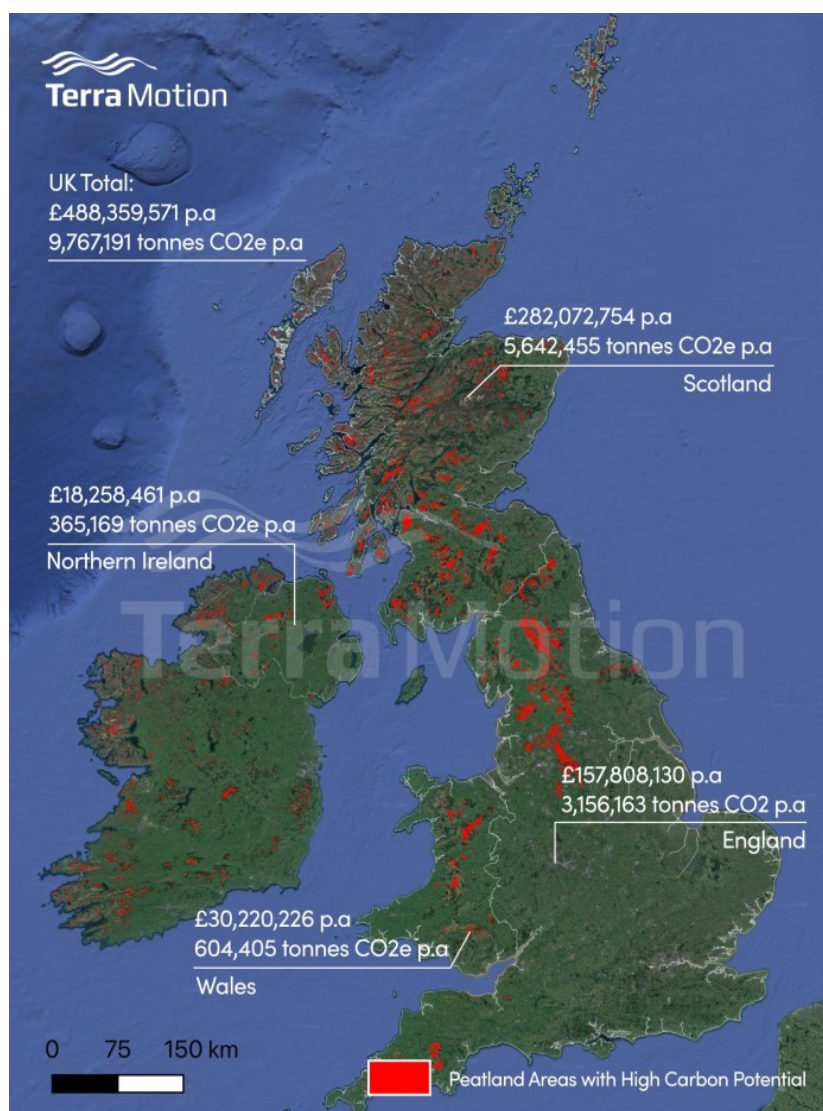 Terra Motion
UK Total:
£488,359,571 p.a
9,767,191 tonnes CO2e p.a
£282,072,754 p.a
5,642,455 tonnes CO2e p.a
Scotland
£18,258,461 p.a
365,169 tonnes CO2e p.a
Northern Ireland
Terra Motion
£157,808,130 p.a
3,156,163 tonnes CO2 p.a
England
£30,220,226 p.a
604,405 tonnes CO2e p.a
Wales
0 75 150 km
Peatland Areas with High Carbon Potential